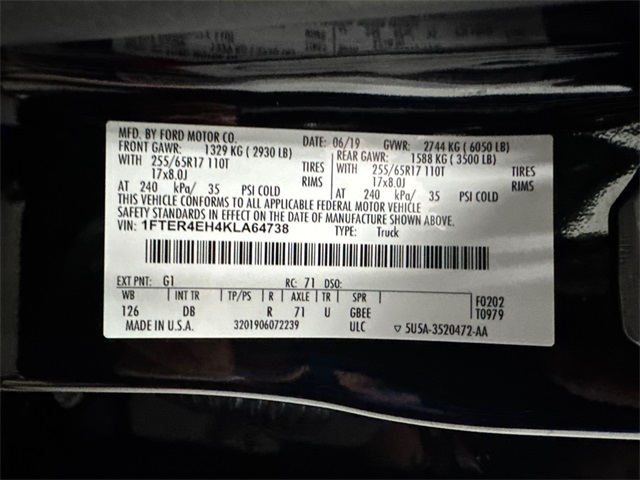 MFD. BY FORD MOTOR CO. DATE: 06/19 GVWR: 2744 KG ( 6050 LB)
FRONT GAWR: 1329 KG ( 2930 LB) REAR GAWR: 1588 KG ( 3500 LB)
WITH 255/65R17 110T TIRES WITH 255/65R17 110T TIRES
17x8.0J RIMS 17x8.0J RIMS
AT 240 kPa/ 35 PSI COLD AT 240 kPa/ 35 PSI COLD
THIS VEHICLE CONFORMS TO ALL APPLICABLE FEDERAL MOTOR VEHICLE
SAFETY STANDARDS IN EFFECT ON THE DATE OF MANUFACTURE SHOWN ABOVE.
VIN: 1FTER4EH4KLA64738 TYPE: Truck
EXT PNT: G1 RC: 71 DSO:
WB INT TR TP/PS R AXLE TR SPR F0202
126 DB R 71 U GBEE T0979
MADE IN U.S.A. 3201906072239 ULC 5U5A-3520472-AA